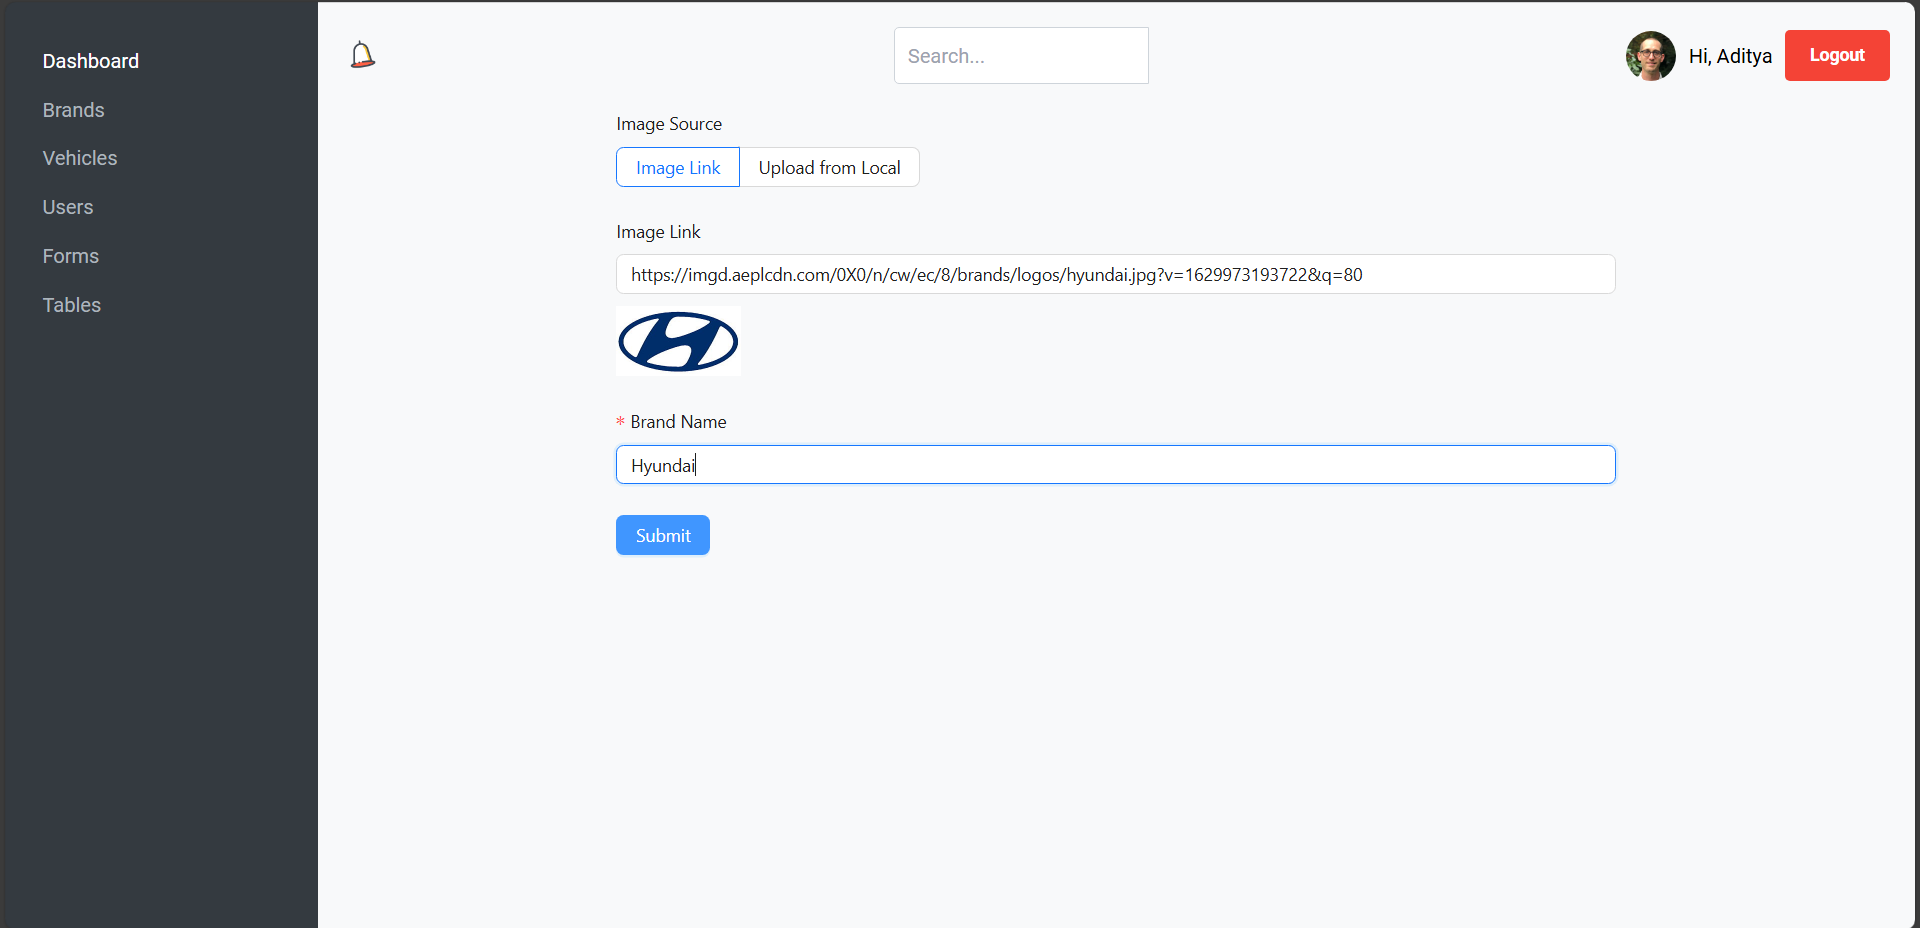 Dashboard
Brands
Vehicles
Users
Forms
Tables
Search...
Hi, Aditya
Logout
Image Source
Image Link
Upload from Local
Image Link
https://imgd.aeplcdn.com/0X0/n/cw/ec/8/brands/logos/hyundai.jpg?v=1629973193722&q=80
* Brand Name
Hyundai
Submit